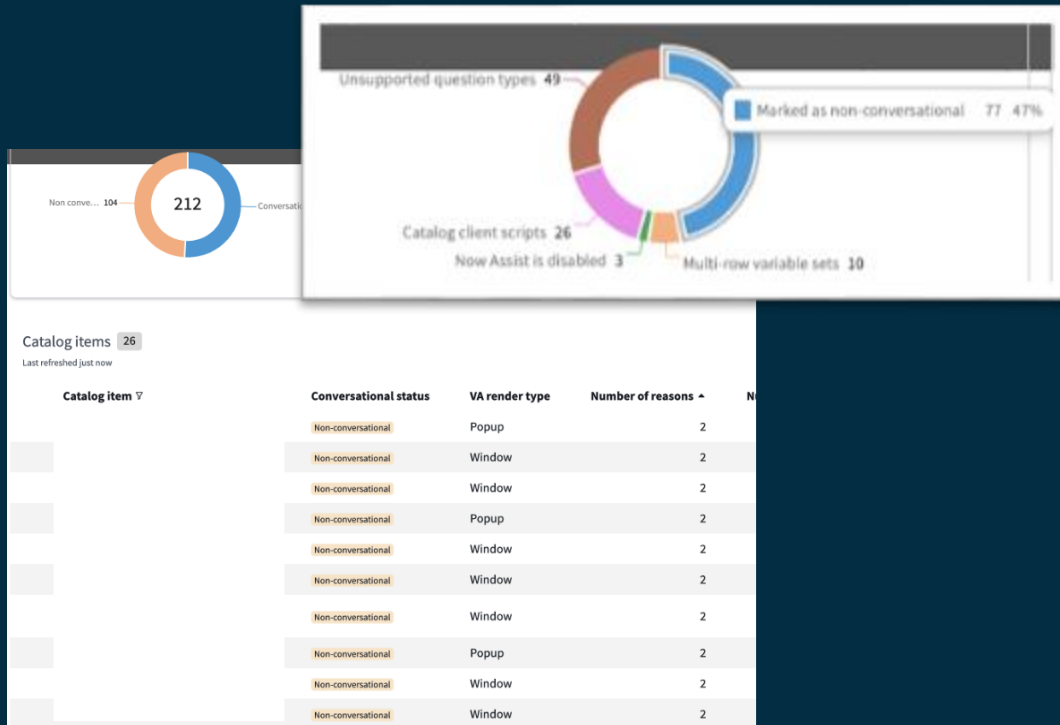 Unsupported question types 49
Marked as non-conversational 77 47%
Catalog client scripts 26
Now Assist is disabled 3
Multi-row variable sets 10
Non conve... 104
212
Conversati
Catalog items 26
Last refreshed just now
Catalog item Conversational status VA render type Number of reasons N
Non-conversational Popup 2
Non-conversational Window 2
Non-conversational Window 2
Non-conversational Popup 2
Non-conversational Window 2
Non-conversational Window 2
Non-conversational Window 2
Non-conversational Popup 2
Non-conversational Window 2
Non-conversational Window 2